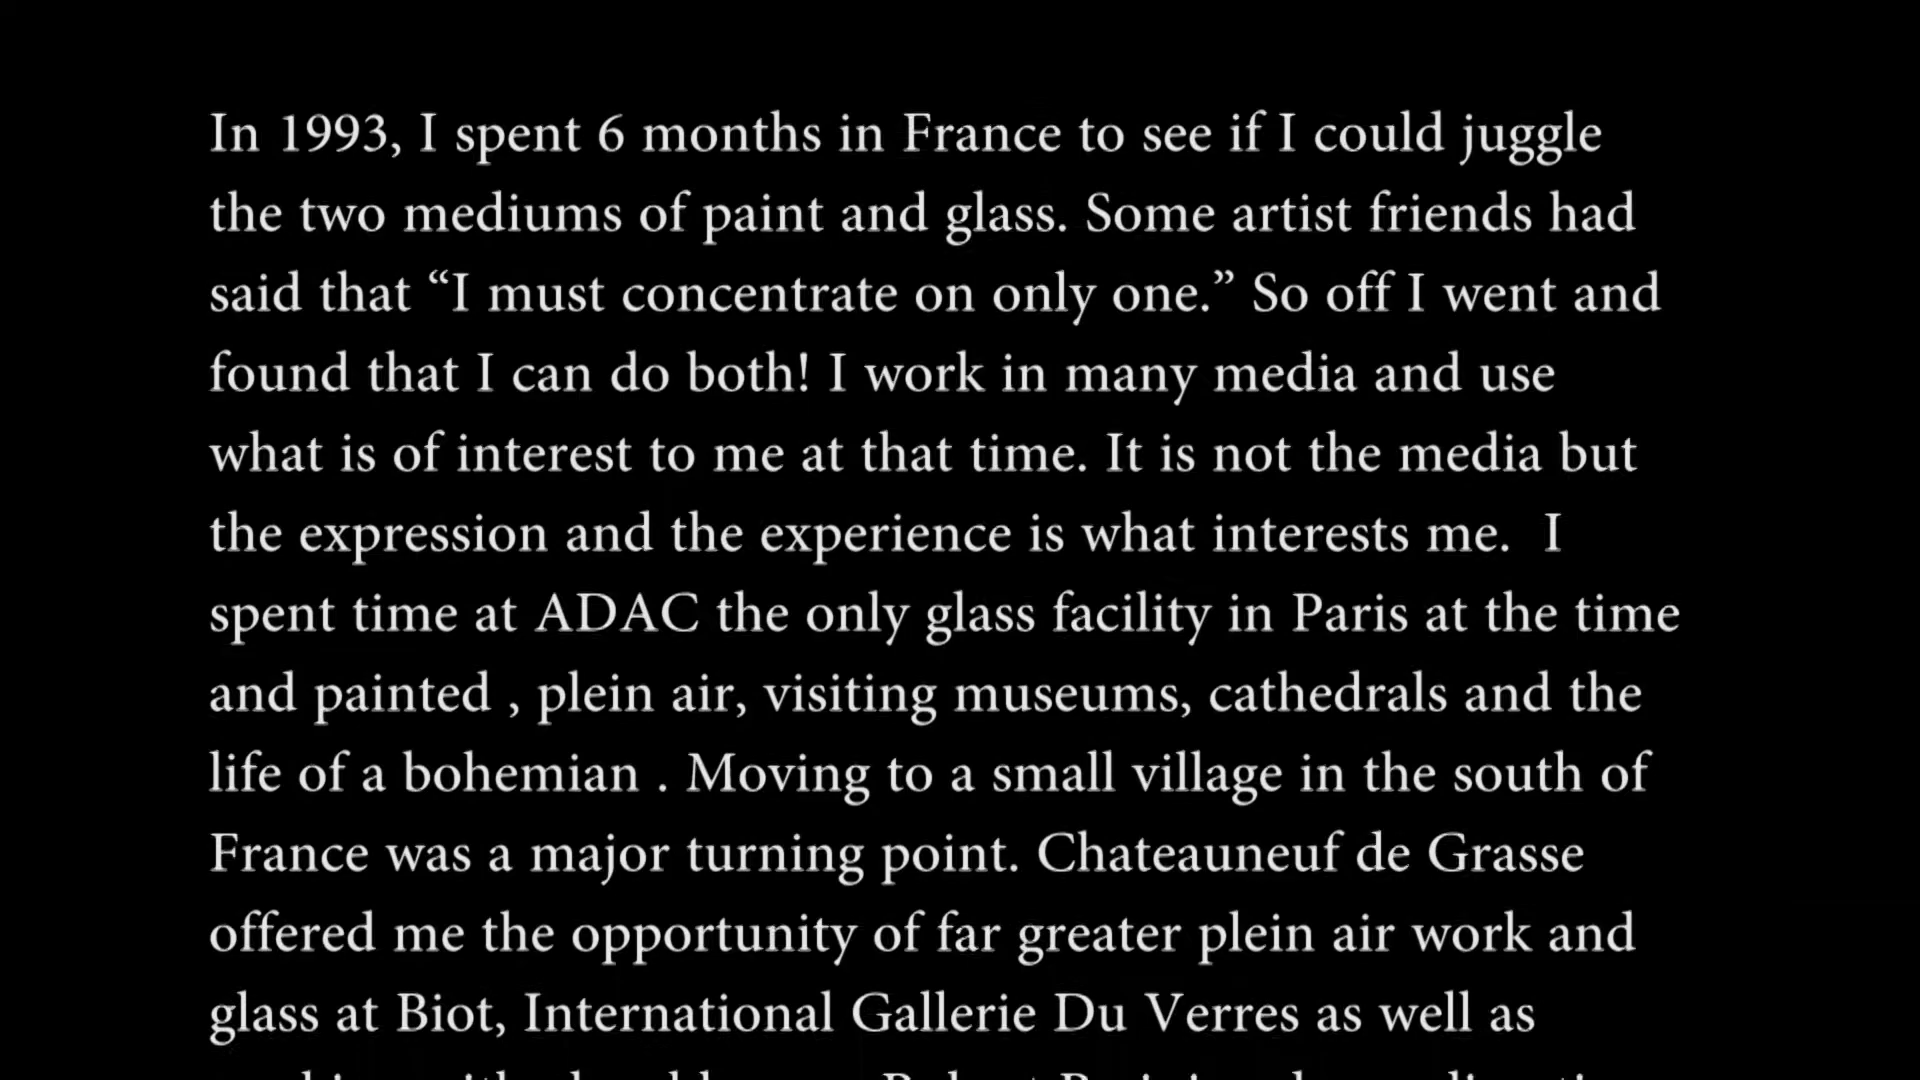 In 1993, I spent 6 months in France to see if I could juggle
the two mediums of paint and glass. Some artist friends had
said that “I must concentrate on only one.” So off I went and
found that I can do both! I work in many media and use
what is of interest to me at that time. It is not the media but
the expression and the experience is what interests me.  I
spent time at ADAC the only glass facility in Paris at the time
and painted , plein air, visiting museums, cathedrals and the
life of a bohemian . Moving to a small village in the south of
France was a major turning point. Chateauneuf de Grasse
offered me the opportunity of far greater plein air work and
glass at Biot, International Gallerie Du Verres as well as